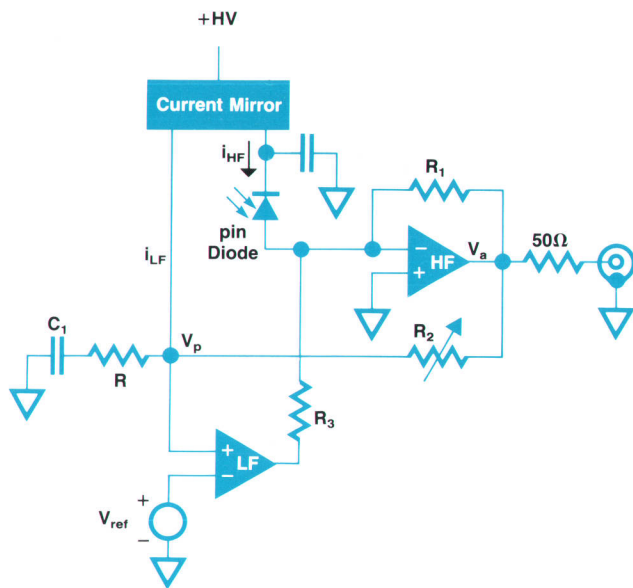 +HV
Current Mirror
i_HF
R_1
pin
Diode
50Ω
− HF +
V_a
i_LF
C_1
V_p
R_2
R
R_3
+ LF −
V_ref
+
−